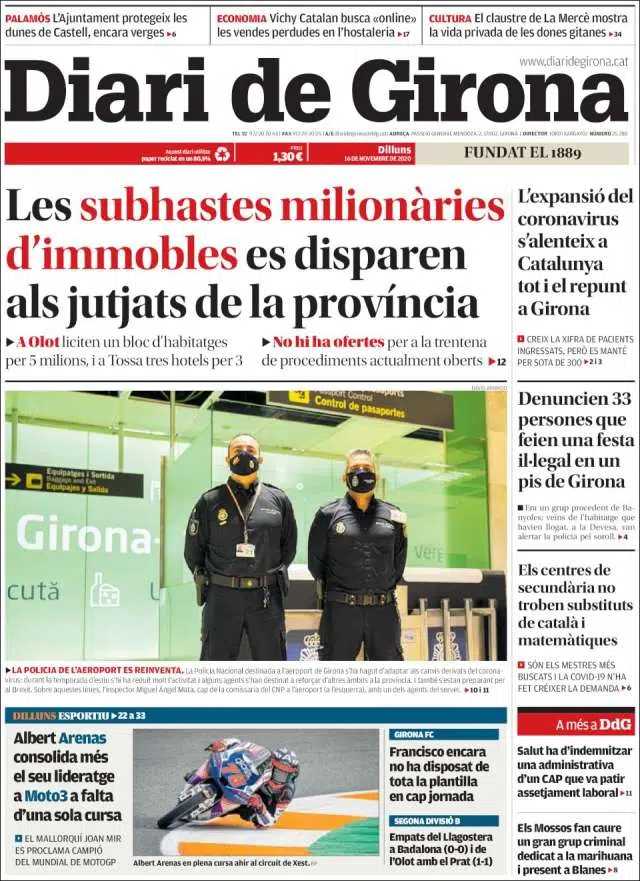 PALAMÓS L'Ajuntament protegeix les
dunes de Castell, encara verges ▸6
ECONOMIA Vichy Catalan busca «online»
les vendes perdudes en l'hostaleria ▸17
CULTURA El claustre de La Mercè mostra
la vida privada de les dones gitanes ▸34
www.diaridegirona.cat
Diari de Girona
Aquest diari utilitza
paper reciclat en un 80,5%
PREU
1,30€
Dilluns
16 DE NOVEMBRE DE 2020
FUNDAT EL 1889
Les subhastes milionàries
d'immobles es disparen
als jutjats de la província
▸A Olot liciten un bloc d'habitatges
per 5 milions, i a Tossa tres hotels per 3
▸No hi ha ofertes per a la trentena
de procediments actualment oberts ▸12
L'expansió del
coronavirus
s'alenteix a
Catalunya
tot i el repunt
a Girona
CREIX LA XIFRA DE PACIENTS
INGRESSATS, PERÒ ES MANTÉ
PER SOTA DE 300 ▸2 i 3
Denuncien 33
persones que
feien una festa
il·legal en un
pis de Girona
Era un grup procedent de Ba-
nyoles; veïns de l'habitatge que
havien llogat, a la Devesa, van
alertar la policia pel soroll. ▸4
Els centres de
secundària no
troben substituts
de català i
matemàtiques
SÓN ELS MESTRES MÉS
BUSCATS I LA COVID-19 N'HA
FET CRÉIXER LA DEMANDA ▸6
A més a DdG
Salut ha d'indemnitzar
una administrativa
d'un CAP que va patir
assetjament laboral ▸11
Els Mossos fan caure
un gran grup criminal
dedicat a la marihuana
i present a Blanes ▸8
DAVID APARICIO
Control de pasaportes
Equipatges i Sortida
Baggage and Exit
Equipajes y Salida
Girona-
cutá
▸LA POLICIA DE L'AEROPORT ES REINVENTA. La Policia Nacional destinada a l'aeroport de Girona s'ha hagut d'adaptar als canvis derivats del corona-
virus: durant la temporada d'estiu s'hi ha reduït molt l'activitat i alguns agents s'han destinat a reforçar d'altres àmbits a la província. I també s'estan preparant per
al Brexit. Sobre aquestes línies, l'inspector Miguel Ángel Mata, cap de la comissaria del CNP a l'aeroport (a l'esquerra), amb un dels agents del servei. ▸10 i 11
DILLUNS ESPORTIU ▸22 a 33
Albert Arenas
consolida més
el seu lideratge
a Moto3 a falta
d'una sola cursa
EL MALLORQUÍ JOAN MIR
ES PROCLAMA CAMPIÓ
DEL MUNDIAL DE MOTOGP
Albert Arenas en plena cursa ahir al circuit de Xest. EFE
GIRONA FC
Francisco encara
no ha disposat de
tota la plantilla
en cap jornada
SEGONA DIVISIÓ B
Empats del Llagostera
a Badalona (0-0) i de
l'Olot amb el Prat (1-1)